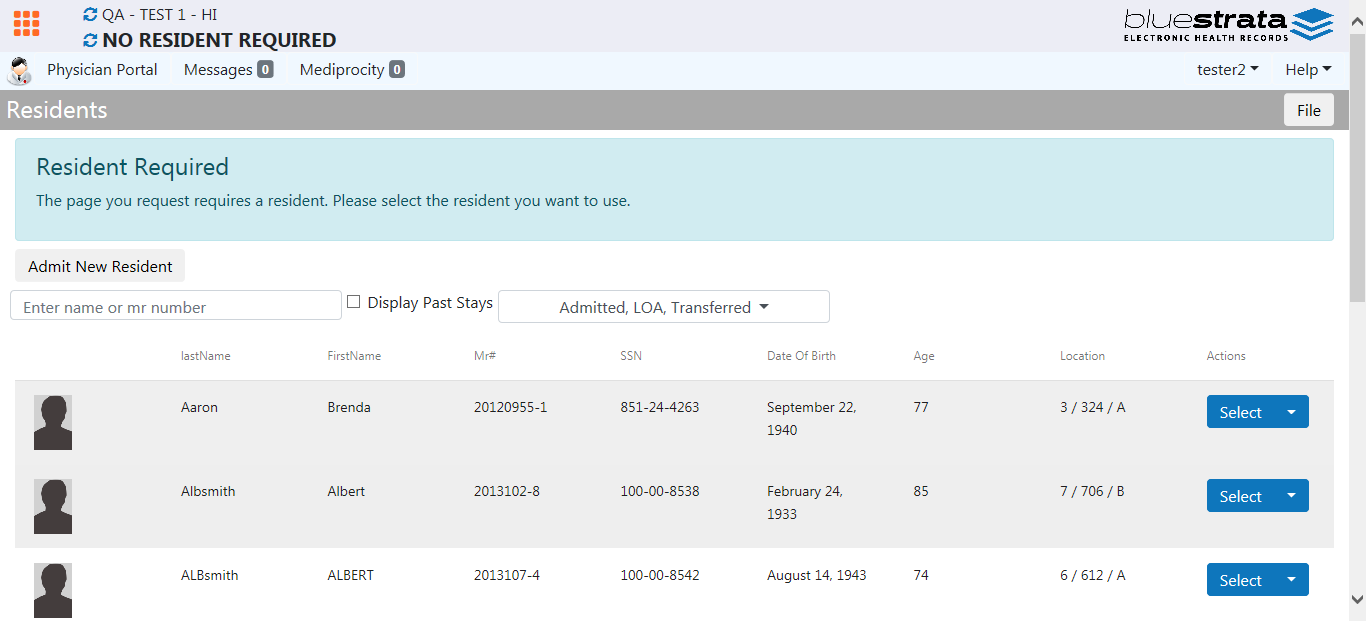 QA - TEST 1 - HI
NO RESIDENT REQUIRED
bluestrata
ELECTRONIC HEALTH RECORDS
Physician Portal Messages 0 Mediprocity 0 tester2 Help
Residents File
Resident Required
The page you request requires a resident. Please select the resident you want to use.
Admit New Resident
Enter name or mr number Display Past Stays Admitted, LOA, Transferred
lastName FirstName Mr# SSN Date Of Birth Age Location Actions
Aaron Brenda 20120955-1 851-24-4263 September 22, 77 3 / 324 / A Select
1940
Albsmith Albert 2013102-8 100-00-8538 February 24, 85 7 / 706 / B Select
1933
ALBsmith ALBERT 2013107-4 100-00-8542 August 14, 1943 74 6 / 612 / A Select